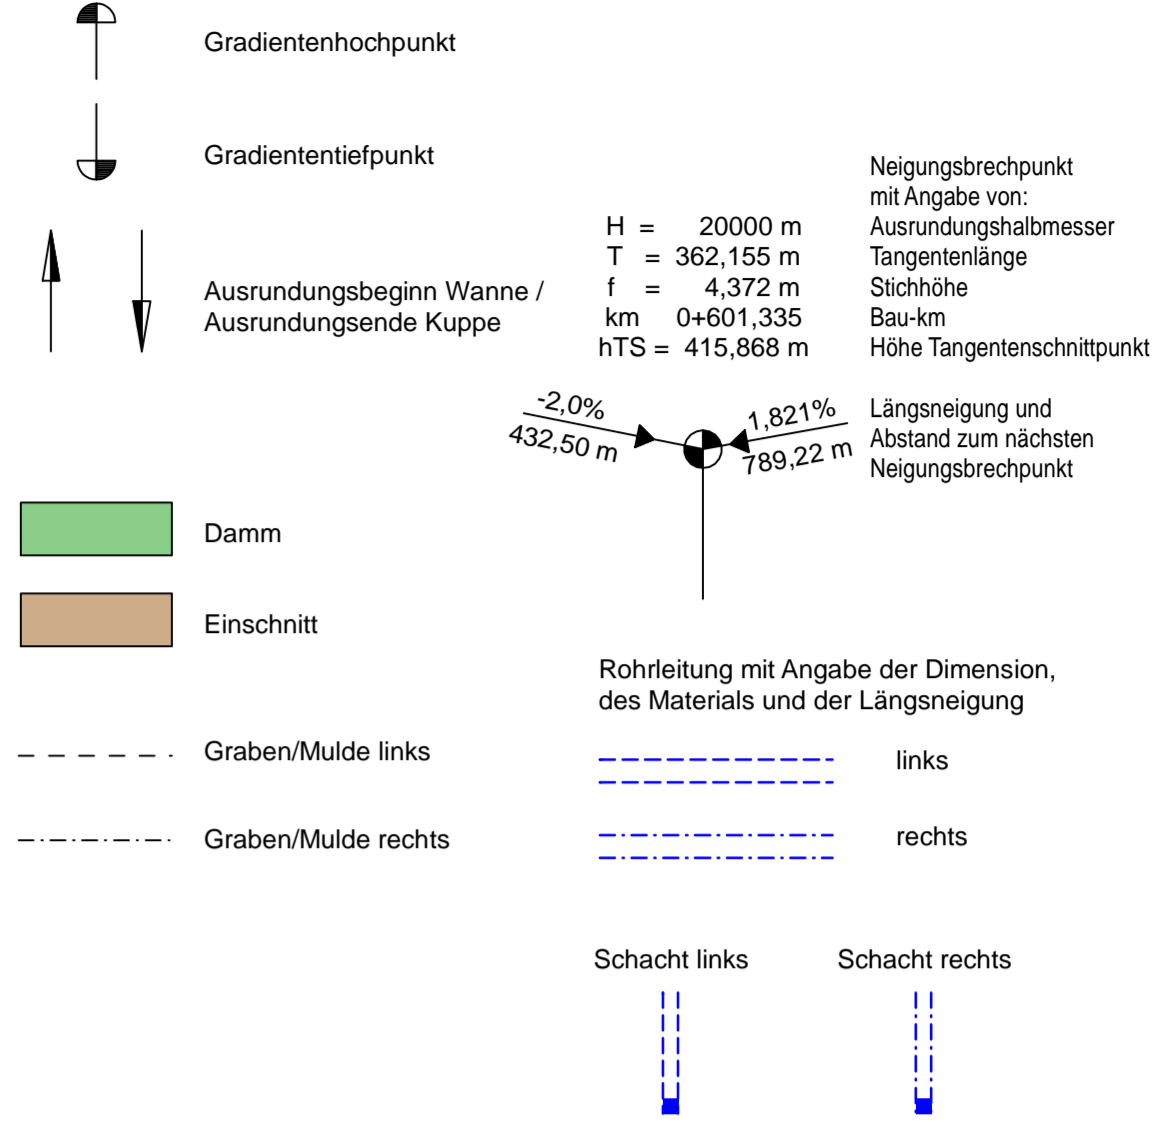 Gradientenhochpunkt
Gradiententiefpunkt
Ausrundungsbeginn Wanne /
Ausrundungsende Kuppe
Damm
Einschnitt
Graben/Mulde links
Graben/Mulde rechts
Neigungsbrechpunkt
mit Angabe von:
H = 20000 m Ausrundungshalbmesser
T = 362,155 m Tangentenlänge
f = 4,372 m Stichhöhe
km 0+601,335 Bau-km
hTS = 415,868 m Höhe Tangentenschnittpunkt
-2,0%
432,50 m
1,821%
789,22 m
Längsneigung und
Abstand zum nächsten
Neigungsbrechpunkt
Rohrleitung mit Angabe der Dimension,
des Materials und der Längsneigung
links
rechts
Schacht links
Schacht rechts